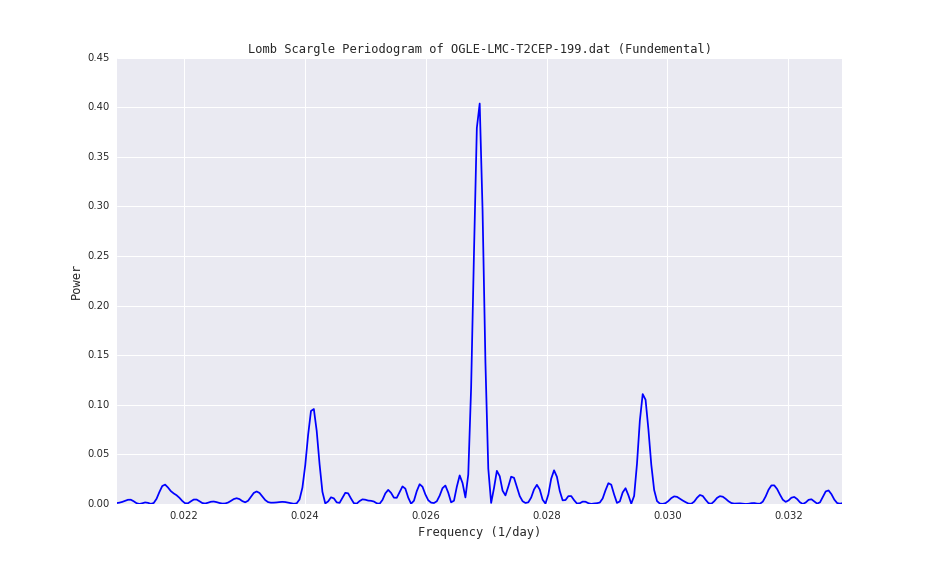 Lomb Scargle Periodogram of OGLE-LMC-T2CEP-199.dat (Fundemental)
0.45
0.40
0.35
0.30
0.25
0.20
0.15
0.10
0.05
0.00
Power
0.022 0.024 0.026 0.028 0.030 0.032
Frequency (1/day)